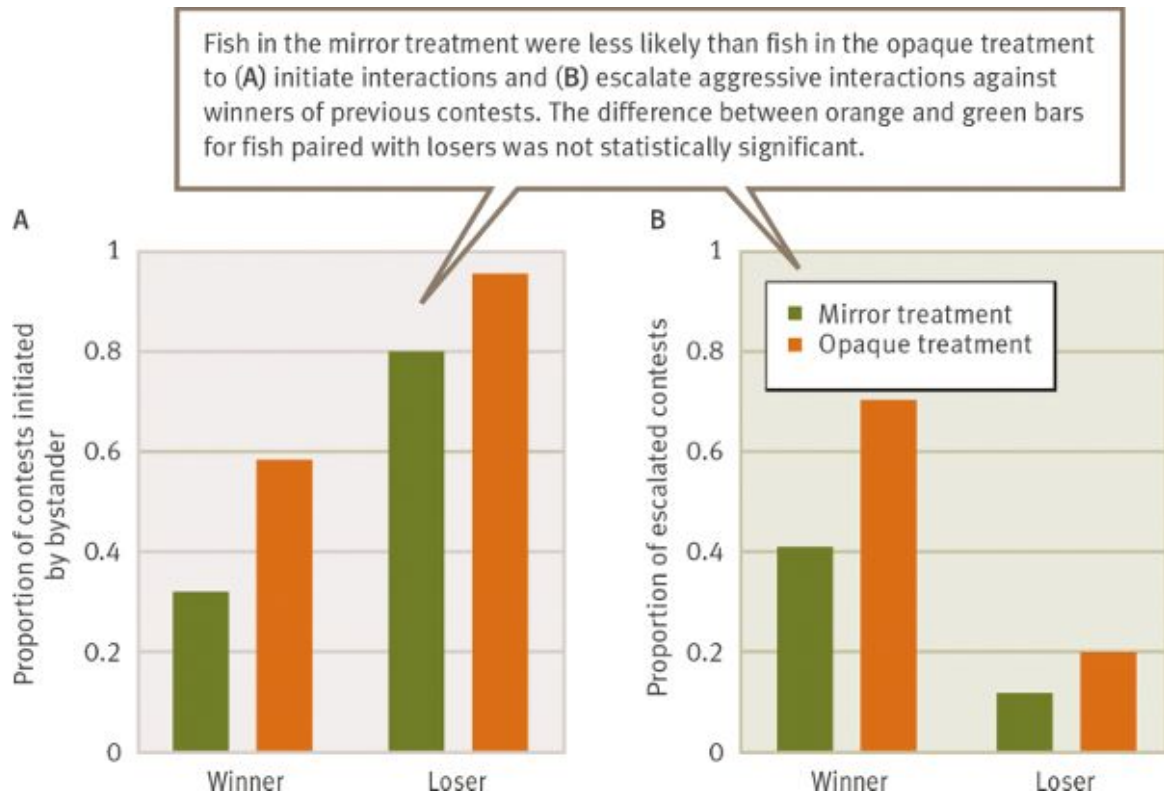 Fish in the mirror treatment were less likely than fish in the opaque treatment
to (A) initiate interactions and (B) escalate aggressive interactions against
winners of previous contests. The difference between orange and green bars
for fish paired with losers was not statistically significant.
A
Proportion of contests initiated
by bystander
1
0.8
0.6
0.4
0.2
0
Winner
Loser
B
Proportion of escalated contests
1
0.8
0.6
0.4
0.2
0
Mirror treatment
Opaque treatment
Winner
Loser